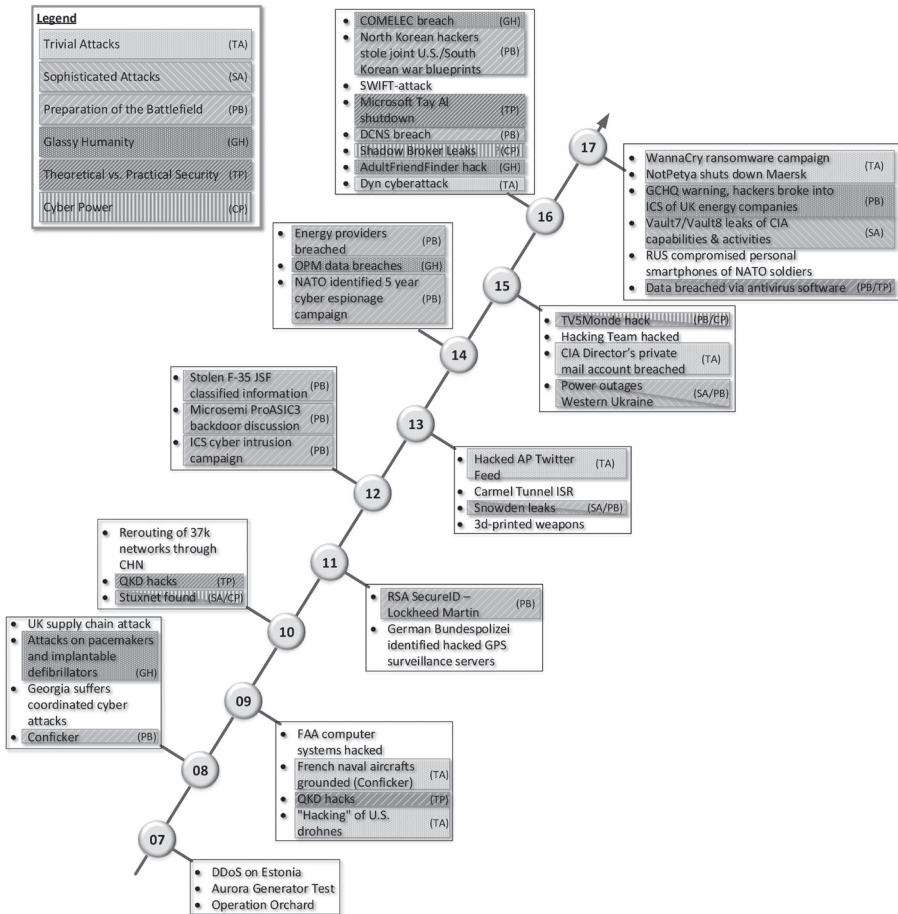 Legend
Trivial Attacks (TA)
Sophisticated Attacks (SA)
Preparation of the Battlefield (PB)
Glassy Humanity (GH)
Theoretical vs. Practical Security (TP)
Cyber Power (CP)
• COMELEC breach (GH)
• North Korean hackers
stole joint U.S./South (PB)
Korean war blueprints
• SWIFT-attack
• Microsoft Tay AI
shutdown (TP)
• DCNS breach (PB)
• Shadow Broker Leaks (CP)
• AdultFriendFinder hack (GH)
• Dyn cyberattack (TA)
17
• WannaCry ransomware campaign
• NotPetya shuts down Maersk (TA)
• GCHQ warning, hackers broke into
ICS of UK energy companies (PB)
• Vault7/Vault8 leaks of CIA
capabilities & activities (SA)
• RUS compromised personal
smartphones of NATO soldiers
• Data breached via antivirus software (PB/TP)
16
• Energy providers
breached (PB)
• OPM data breaches (GH)
• NATO identified 5 year
cyber espionage (PB)
campaign
15
• TV5Monde hack (PB/CP)
• Hacking Team hacked
• CIA Director's private
mail account breached (TA)
• Power outages
Western Ukraine (SA/PB)
14
• Stolen F-35 JSF
classified information (PB)
• Microsemi ProASIC3
backdoor discussion (PB)
• ICS cyber intrusion
campaign (PB)
13
• Hacked AP Twitter
Feed (TA)
• Carmel Tunnel ISR
• Snowden leaks (SA/PB)
• 3d-printed weapons
12
• Rerouting of 37k
networks through
CHN
• QKD hacks (TP)
• Stuxnet found (SA/CP)
11
• RSA SecureID –
Lockheed Martin (PB)
• German Bundespolizei
identified hacked GPS
surveillance servers
10
• UK supply chain attack
• Attacks on pacemakers
and implantable
defibrillators (GH)
• Georgia suffers
coordinated cyber
attacks
• Conficker (PB)
09
• FAA computer
systems hacked
• French naval aircrafts
grounded (Conficker) (TA)
• QKD hacks (TP)
• "Hacking" of U.S.
drohnes (TA)
08
07
• DDoS on Estonia
• Aurora Generator Test
• Operation Orchard